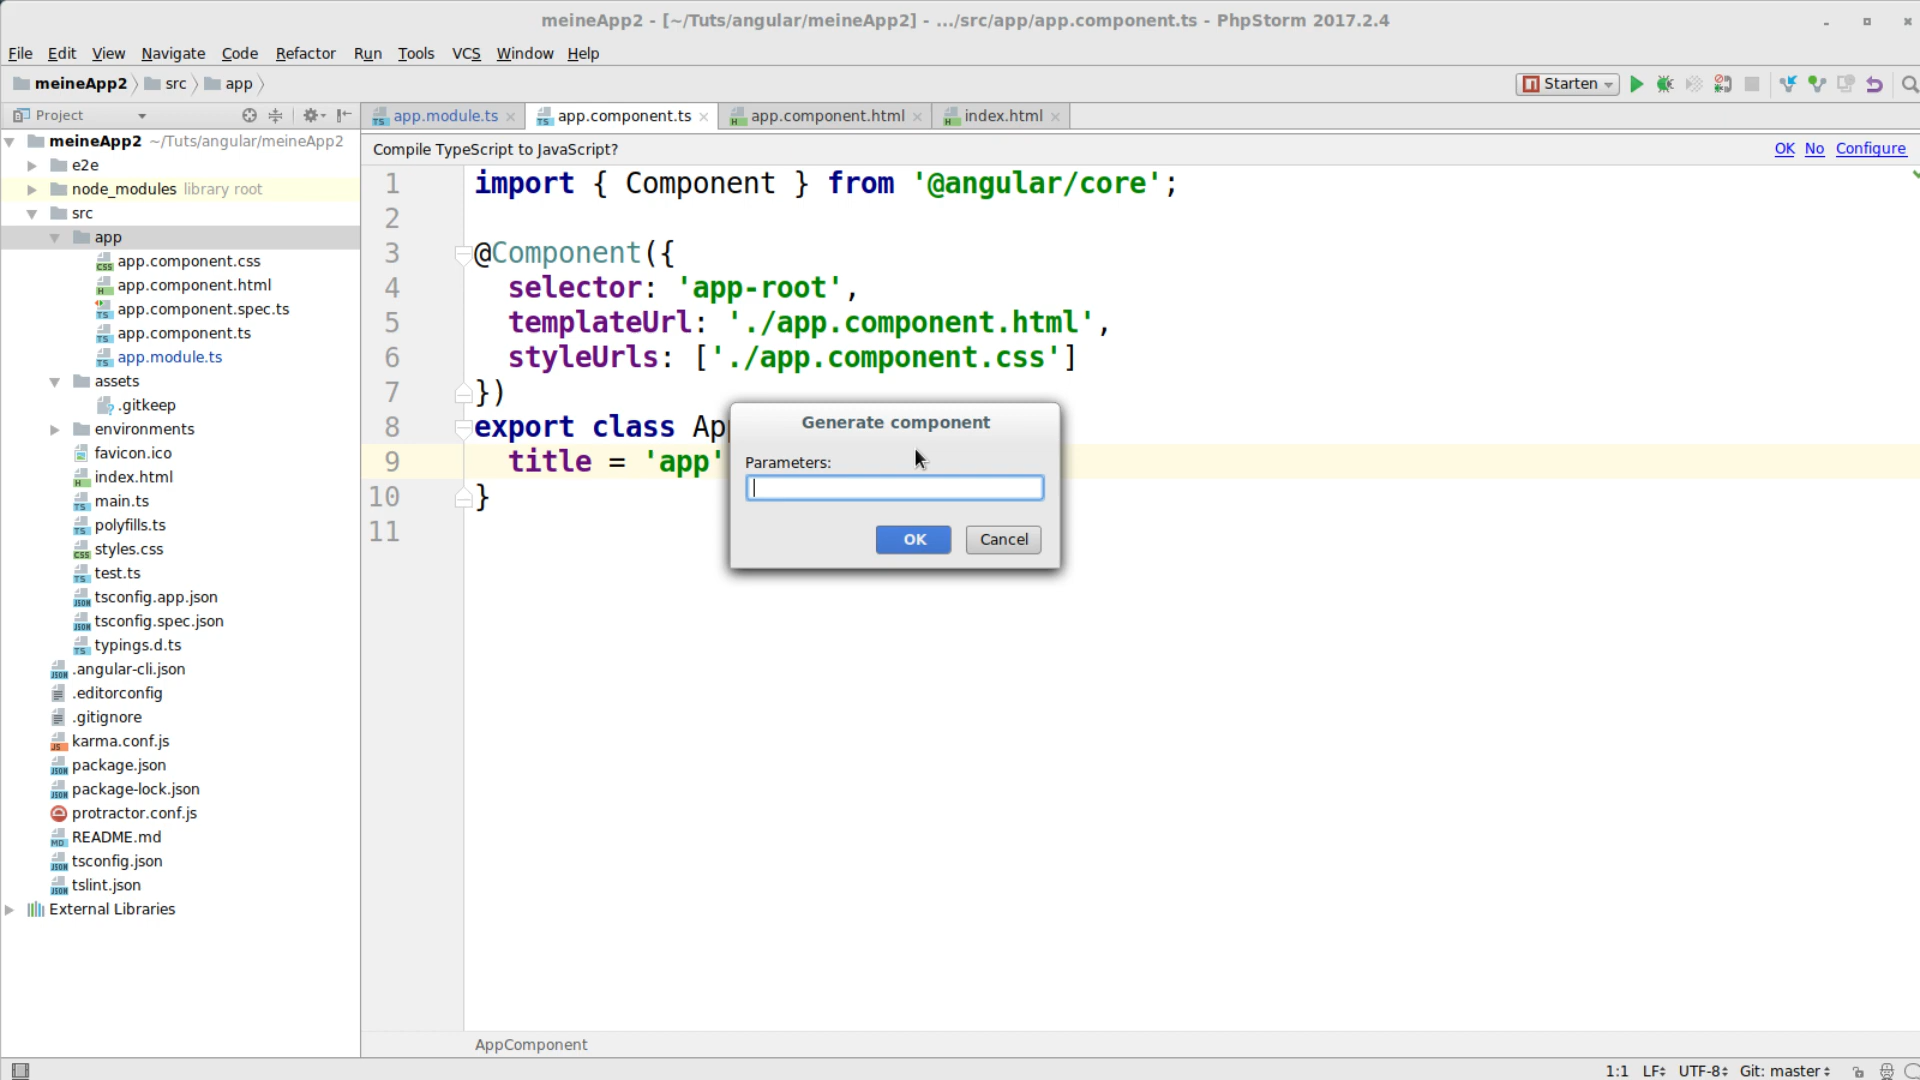 meineApp2 - [~/Tuts/angular/meineApp2] - .../src/app/app.component.ts - PhpStorm 2017.2.4
File Edit View Navigate Code Refactor Run Tools VCS Window Help
meineApp2 src app Starten
Project app.module.ts app.component.ts app.component.html index.html
Compile TypeScript to JavaScript? OK No Configure
meineApp2 ~/Tuts/angular/meineApp2
e2e
node_modules library root
src
app
app.component.css
app.component.html
app.component.spec.ts
app.component.ts
app.module.ts
assets
.gitkeep
environments
favicon.ico
index.html
main.ts
polyfills.ts
styles.css
test.ts
tsconfig.app.json
tsconfig.spec.json
typings.d.ts
.angular-cli.json
.editorconfig
.gitignore
karma.conf.js
package.json
package-lock.json
protractor.conf.js
README.md
tsconfig.json
tslint.json
External Libraries
1 import { Component } from '@angular/core';
2
3 @Component({
4 selector: 'app-root',
5 templateUrl: './app.component.html',
6 styleUrls: ['./app.component.css']
7 })
8 export class Ap
9 title = 'app'
10 }
11
Generate component
Parameters:
OK Cancel
AppComponent
1:1 LF UTF-8 Git: master